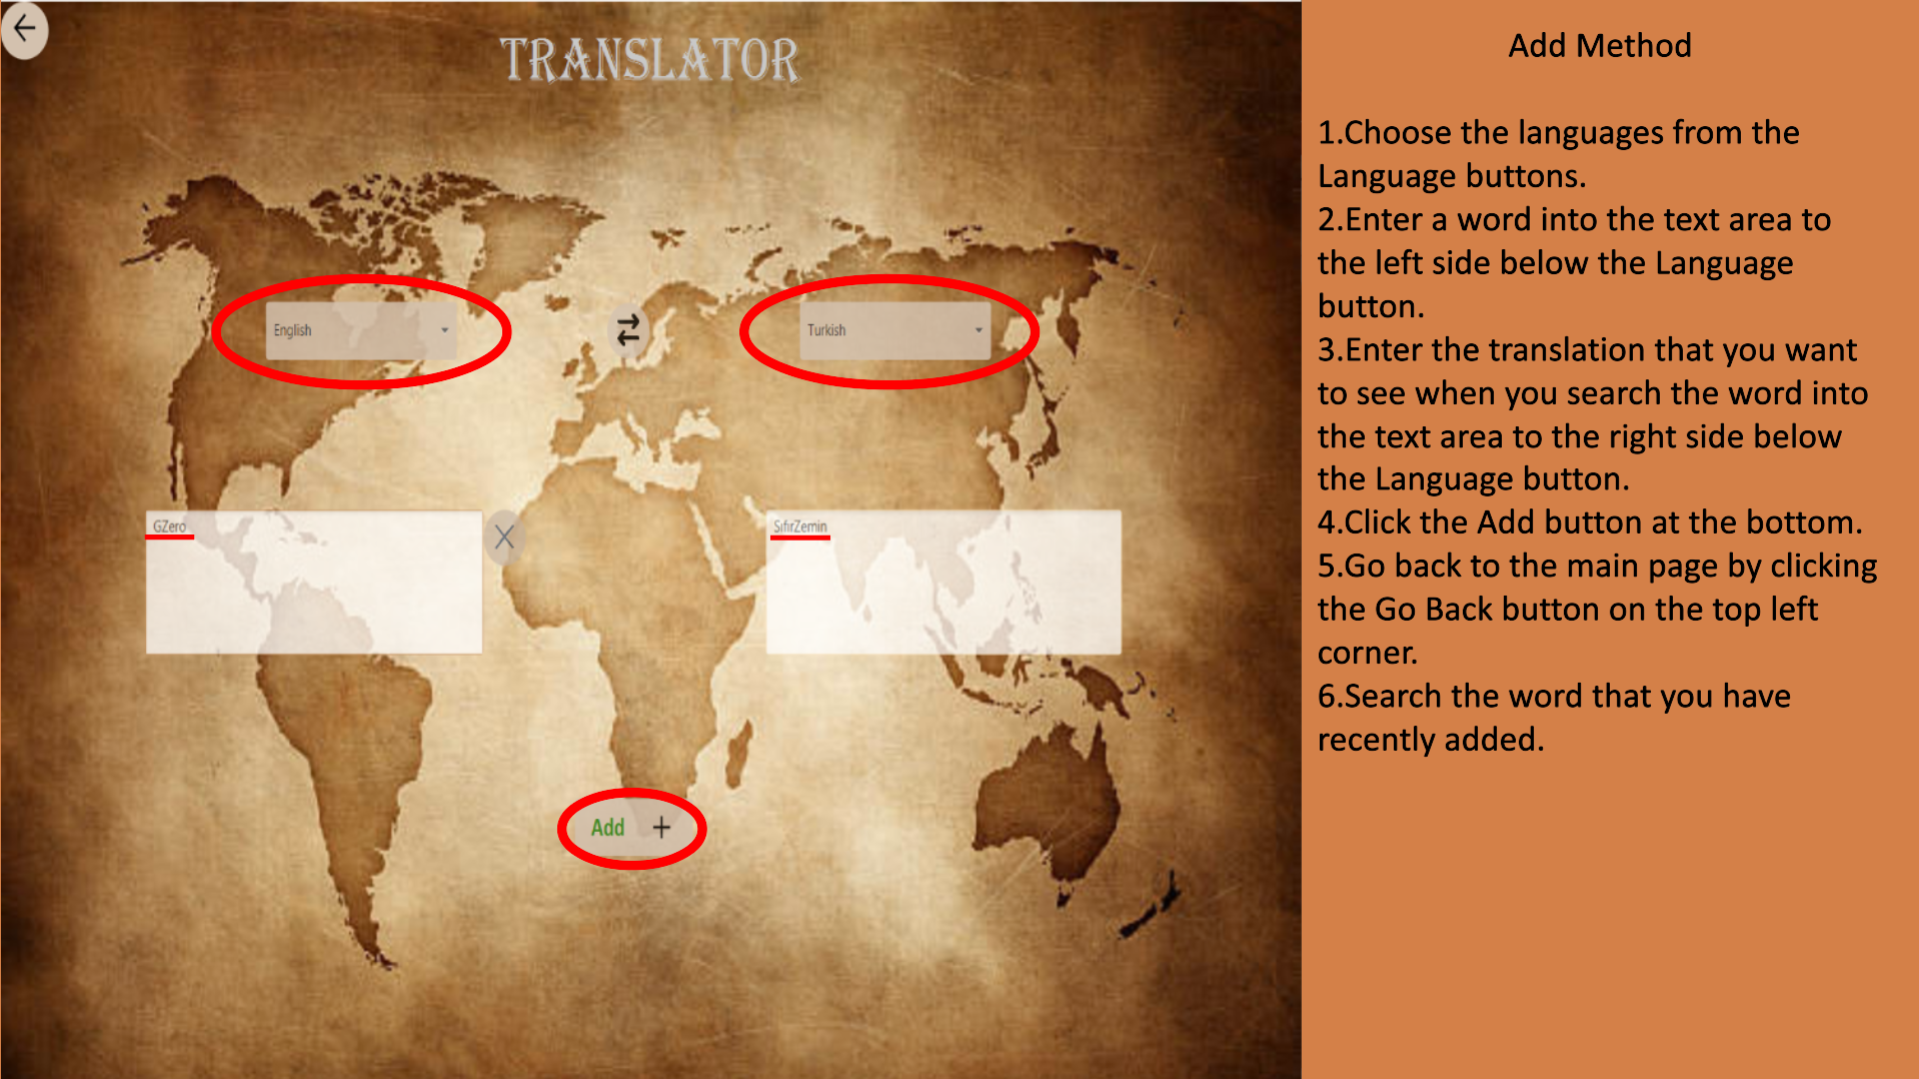 TRANSLATOR
English
Turkish
GZero
X
SıfırZemin
Add +
Add Method
1.Choose the languages from the
Language buttons.
2.Enter a word into the text area to
the left side below the Language
button.
3.Enter the translation that you want
to see when you search the word into
the text area to the right side below
the Language button.
4.Click the Add button at the bottom.
5.Go back to the main page by clicking
the Go Back button on the top left
corner.
6.Search the word that you have
recently added.